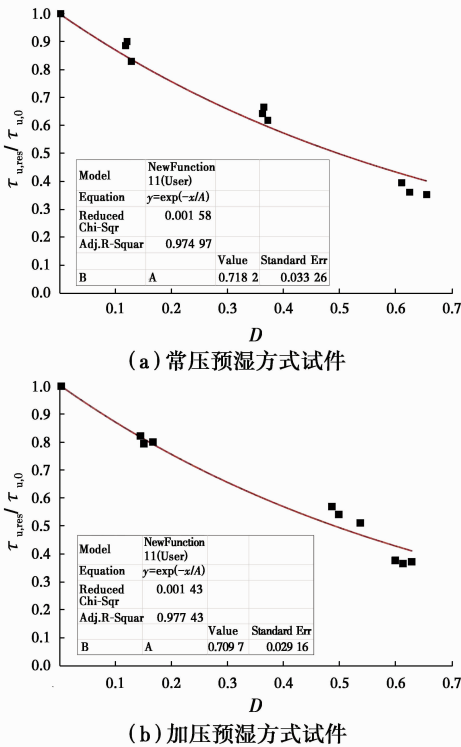 τu,res/τu,0
1.0
0.9
0.8
0.7
0.6
0.5
0.4
0.3
0.2
0.1
0.0
Model NewFunction 11(User)
Equation y=exp(-x/A)
Reduced Chi-Sqr 0.001 58
Adj.R-Squar 0.974 97
Value Standard Err
B A 0.718 2 0.033 26
0.1 0.2 0.3 0.4 0.5 0.6 0.7
D
(a)常压预湿方式试件
τu,res/τu,0
1.0
0.9
0.8
0.7
0.6
0.5
0.4
0.3
0.2
0.1
0.0
Model NewFunction 11(User)
Equation y=exp(-x/A)
Reduced Chi-Sqr 0.001 43
Adj.R-Squar 0.977 43
Value Standard Err
B A 0.709 7 0.029 16
0.1 0.2 0.3 0.4 0.5 0.6 0.7
D
(b)加压预湿方式试件